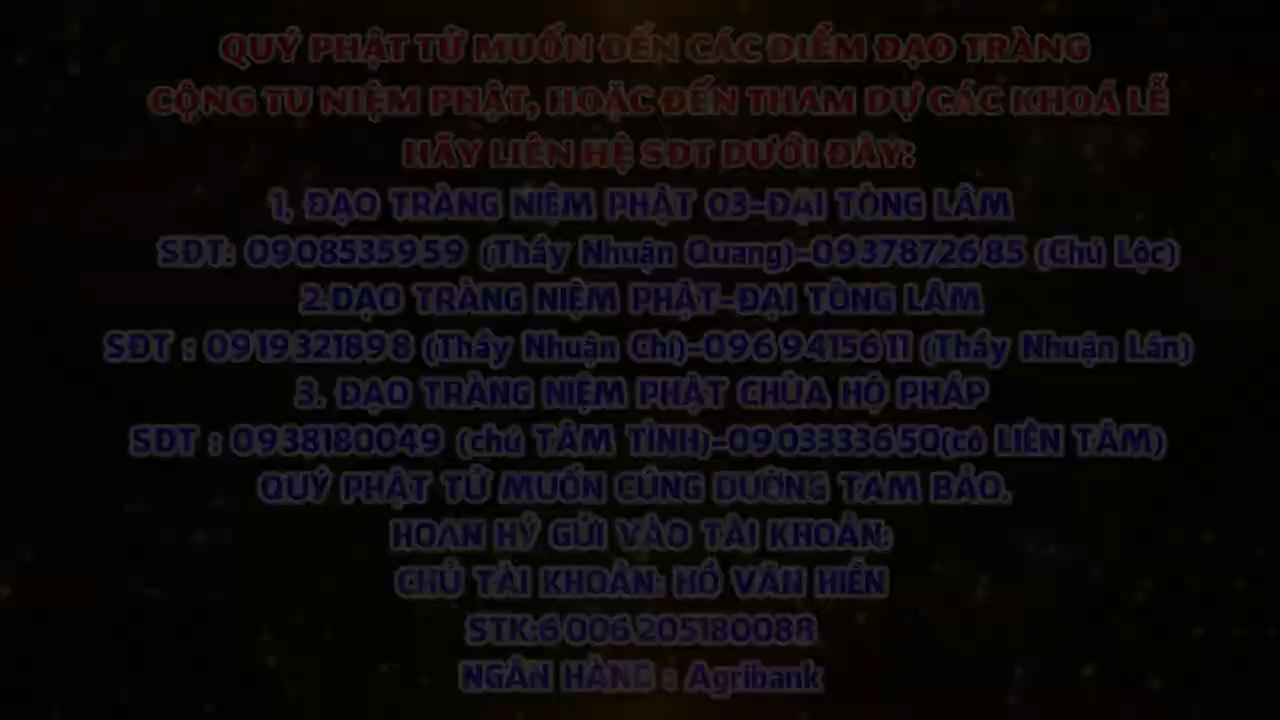 QUÝ PHẬT TỬ MUỐN ĐẾN CÁC ĐIỂM ĐẠO TRÀNG
CỘNG TU NIỆM PHẬT, HOẶC ĐẾN THAM DỰ CÁC KHOÁ LỄ
HÃY LIÊN HỆ SĐT DƯỚI ĐÂY:
1. ĐẠO TRÀNG NIỆM PHẬT 03-ĐẠI TÒNG LÂM
SĐT: 0908535959 (Thầy Nhuận Quang)-0937872685 (Chú Lộc)
2.ĐẠO TRÀNG NIỆM PHẬT-ĐẠI TÒNG LÂM
SĐT : 0919321898 (Thầy Nhuận Chí)-0969415611 (Thầy Nhuận Lân)
3. ĐẠO TRÀNG NIỆM PHẬT CHÙA HỘ PHÁP
SĐT : 0938180049 (chú TÂM TỊNH)-0903333650(cô LIÊN TÂM)
QUÝ PHẬT TỬ MUỐN CÚNG DƯỜNG TAM BẢO.
HOAN HỶ GỬI VÀO TÀI KHOẢN:
CHỦ TÀI KHOẢN: HỒ VĂN HIỀN
STK:6006205180088
NGÂN HÀNG : Agribank